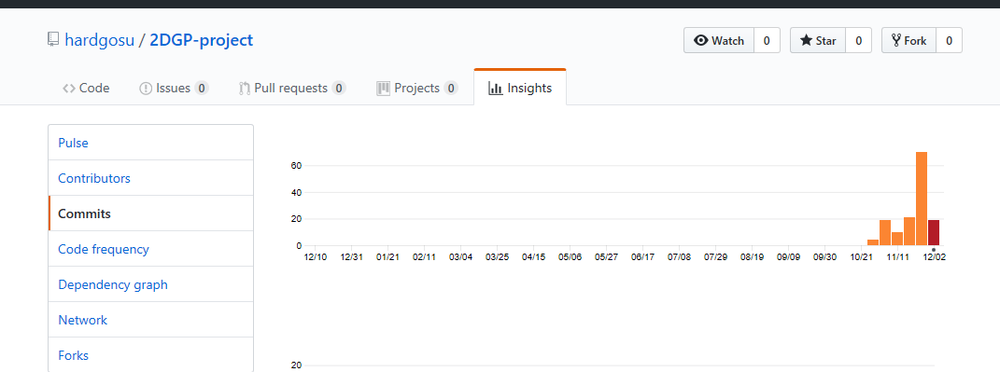 hardgosu / 2DGP-project
Watch 0 Star 0 Fork 0
Code Issues 0 Pull requests 0 Projects 0 Insights
Pulse
Contributors
Commits
Code frequency
Dependency graph
Network
Forks
60
40
20
0
12/10 12/31 01/21 02/11 03/04 03/25 04/15 05/06 05/27 06/17 07/08 07/29 08/19 09/09 09/30 10/21 11/11 12/02
20